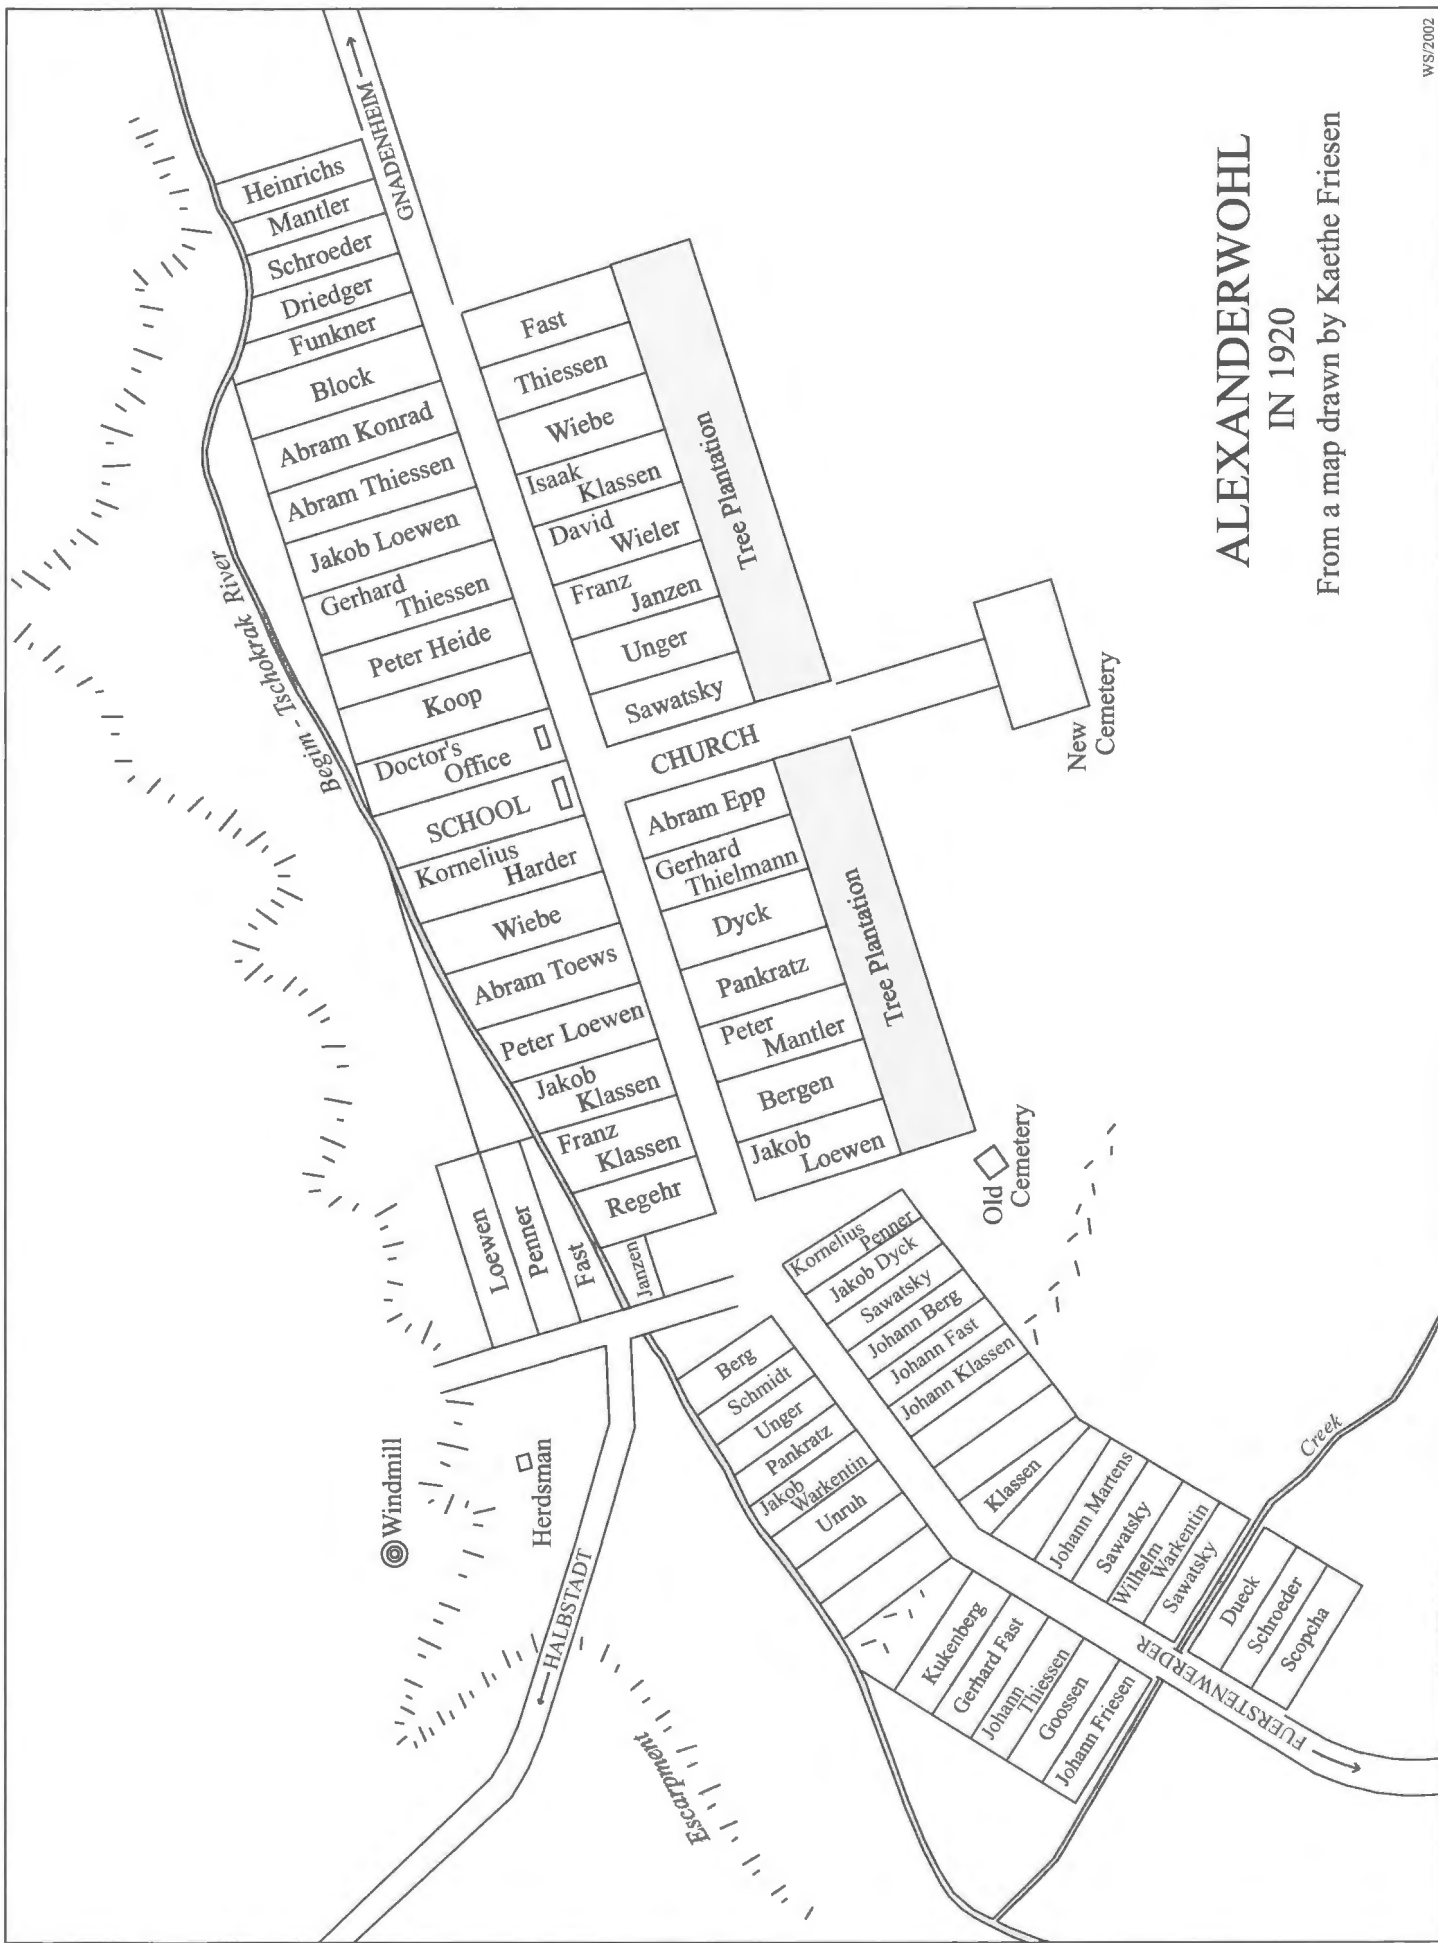 ALEXANDERWOHL
IN 1920
From a map drawn by Kaethe Friesen
WS/2002
Begim - Tschokrak River
GNADENHEIM
Heinrichs
Mantler
Schroeder
Driedger
Funkner
Block
Abram Konrad
Abram Thiessen
Jakob Loewen
Gerhard
Thiessen
Peter Heide
Koop
Doctor's
Office
SCHOOL
Kornelius
Harder
Wiebe
Abram Toews
Peter Loewen
Jakob
Klassen
Franz
Klassen
Regehr
Janzen
Fast
Penner
Loewen
Fast
Thiessen
Wiebe
Isaak
Klassen
David
Wieler
Franz
Janzen
Unger
Sawatsky
Tree Plantation
CHURCH
New
Cemetery
Abram Epp
Gerhard
Thielmann
Dyck
Pankratz
Peter
Mantler
Bergen
Jakob
Loewen
Tree Plantation
Old
Cemetery
Windmill
Herdsman
HALBSTADT
Escarpment
Kornelius
Penner
Jakob Dyck
Sawatsky
Johann Berg
Johann Fast
Johann Klassen
Klassen
Johann Martens
Sawatsky
Wilhelm
Warkentin
Sawatsky
Creek
Dueck
Schroeder
Scopcha
Berg
Schmidt
Unger
Pankratz
Jakob
Warkentin
Unruh
Kukenberg
Gerhard Fast
Johann
Thiessen
Goossen
Johann Friesen
FUERSTENWERDER